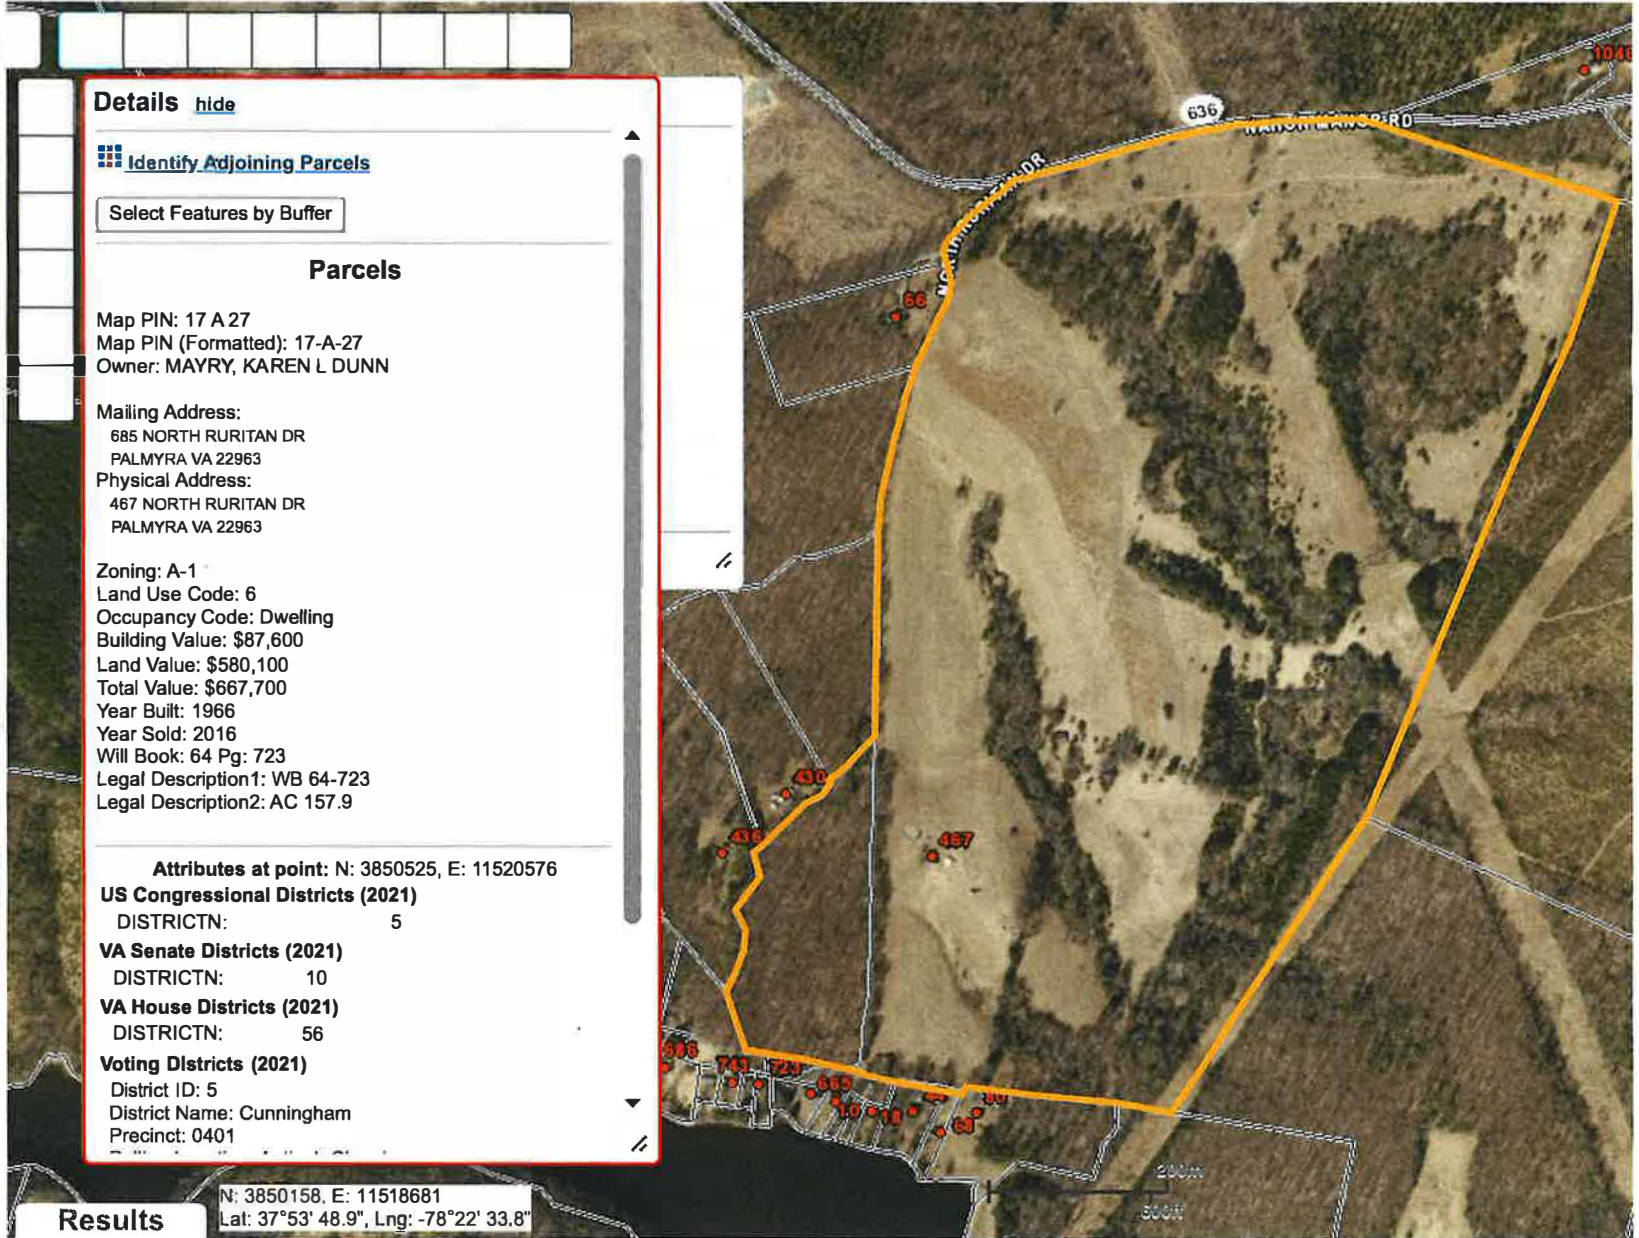 Details hide
Identify Adjoining Parcels
Select Features by Buffer
Parcels
Map PIN: 17 A 27
Map PIN (Formatted): 17-A-27
Owner: MAYRY, KAREN L DUNN
Mailing Address:
685 NORTH RURITAN DR
PALMYRA VA 22963
Physical Address:
467 NORTH RURITAN DR
PALMYRA VA 22963
Zoning: A-1
Land Use Code: 6
Occupancy Code: Dwelling
Building Value: $87,600
Land Value: $580,100
Total Value: $667,700
Year Built: 1966
Year Sold: 2016
Will Book: 64 Pg: 723
Legal Description1: WB 64-723
Legal Description2: AC 157.9
Attributes at point: N: 3850525, E: 11520576
US Congressional Districts (2021)
DISTRICTN: 5
VA Senate Districts (2021)
DISTRICTN: 10
VA House Districts (2021)
DISTRICTN: 56
Voting Districts (2021)
District ID: 5
District Name: Cunningham
Precinct: 0401
Results
N: 3850158, E: 11518681
Lat: 37°53' 48.9", Lng: -78°22' 33.8"
636
RD
DR
66
430
436
467
686
743
723
665
10
18
68
200m
600ft